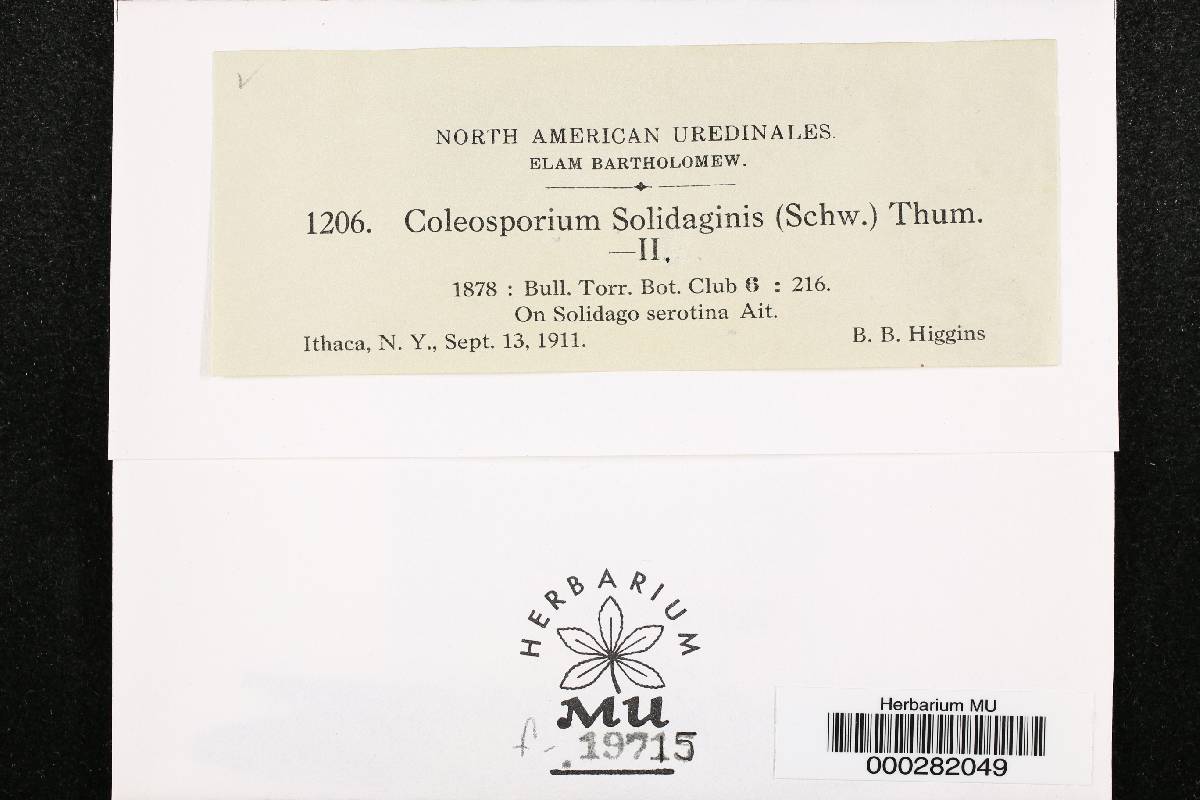 NORTH AMERICAN UREDINALES.
ELAM BARTHOLOMEW.
1206. Coleosporium Solidaginis (Schw.) Thum.
—II.
1878 : Bull. Torr. Bot. Club 6 : 216.
On Solidago serotina Ait.
Ithaca, N. Y., Sept. 13, 1911. B. B. Higgins
HERBARIUM
MU
f-.19715
Herbarium MU
000282049